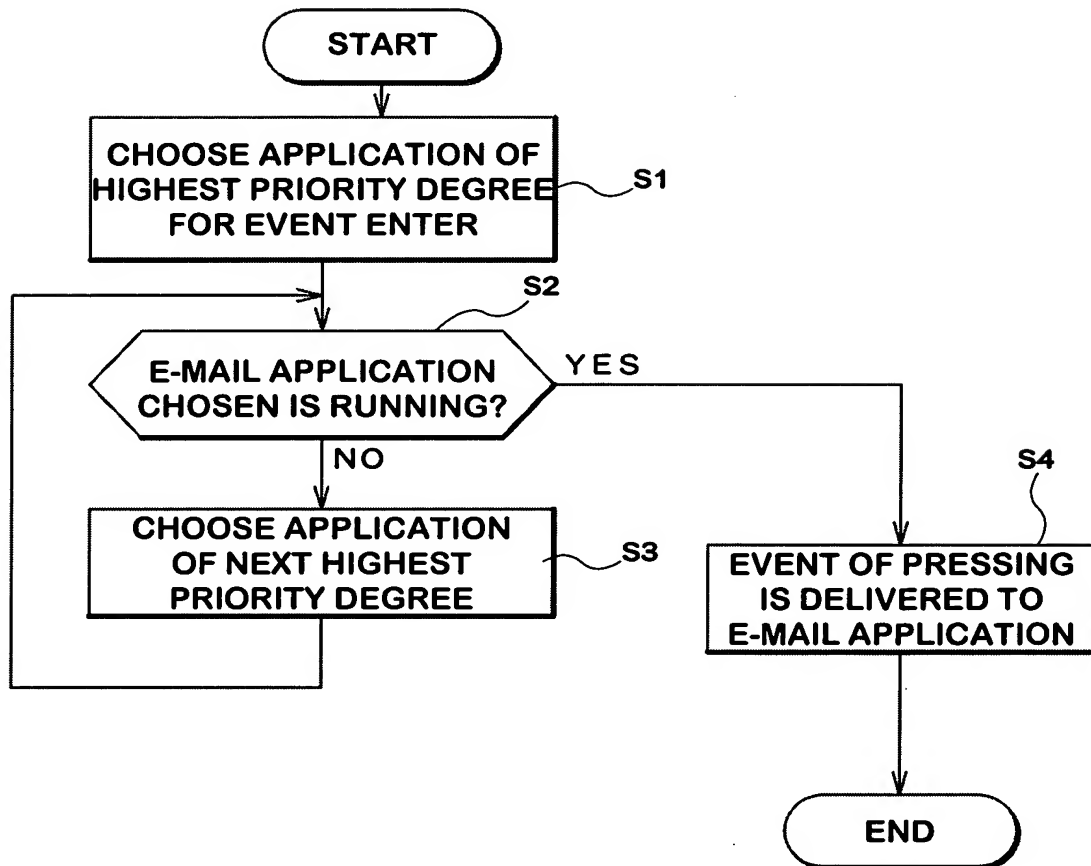 START
CHOOSE APPLICATION OF
HIGHEST PRIORITY DEGREE
FOR EVENT ENTER
S1
S2
E-MAIL APPLICATION
CHOSEN IS RUNNING?
YES
NO
CHOOSE APPLICATION
OF NEXT HIGHEST
PRIORITY DEGREE
S3
S4
EVENT OF PRESSING
IS DELIVERED TO
E-MAIL APPLICATION
END